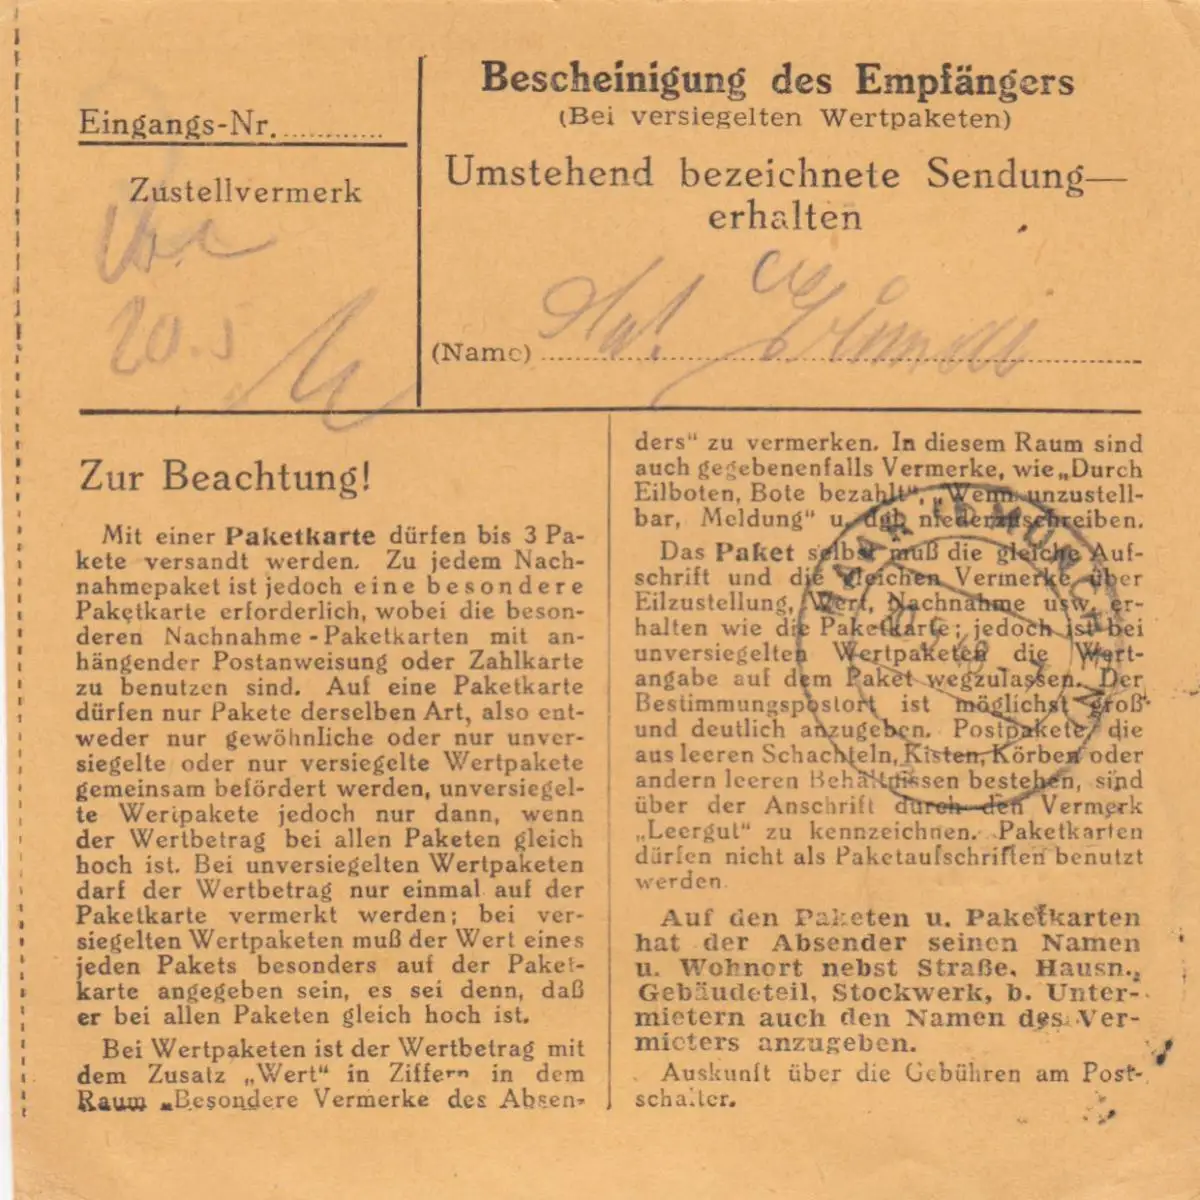 Eingangs-Nr.
Zustellvermerk
20.5
Bescheinigung des Empfängers
(Bei versiegelten Wertpaketen)
Umstehend bezeichnete Sendung—
erhalten
(Name)
Zur Beachtung!
Mit einer Paketkarte dürfen bis 3 Pa-
kete versandt werden. Zu jedem Nach-
nahmepaket ist jedoch eine besondere
Paketkarte erforderlich, wobei die beson-
deren Nachnahme-Paketkarten mit an-
hängender Postanweisung oder Zahlkarte
zu benutzen sind. Auf eine Paketkarte
dürfen nur Pakete derselben Art, also ent-
weder nur gewöhnliche oder nur unver-
siegelte oder nur versiegelte Wertpakete
gemeinsam befördert werden, unversiegel-
te Wertpakete jedoch nur dann, wenn
der Wertbetrag bei allen Paketen gleich
hoch ist. Bei unversiegelten Wertpaketen
darf der Wertbetrag nur einmal auf der
Paketkarte vermerkt werden; bei ver-
siegelten Wertpaketen muß der Wert eines
jeden Pakets besonders auf der Paket-
karte angegeben sein, es sei denn, daß
er bei allen Paketen gleich hoch ist.
Bei Wertpaketen ist der Wertbetrag mit
dem Zusatz „Wert“ in Ziffern in dem
Raum „Besondere Vermerke des Absen-
ders“ zu vermerken. In diesem Raum sind
auch gegebenenfalls Vermerke, wie „Durch
Eilboten, Bote bezahlt“, „Wenn unzustell-
bar, Meldung“ u. dgl. niederzuschreiben.
Das Paket selbst muß die gleiche Auf-
schrift und die gleichen Vermerke über
Eilzustellung, Wert, Nachnahme usw. er-
halten wie die Paketkarte; jedoch ist bei
unversiegelten Wertpaketen die Wert-
angabe auf dem Paket wegzulassen. Der
Bestimmungspostort ist möglichst groß
und deutlich anzugeben. Postpakete, die
aus leeren Schachteln, Kisten, Körben oder
andern leeren Behältnissen bestehen, sind
über der Anschrift durch den Vermerk
„Leergut“ zu kennzeichnen. Paketkarten
dürfen nicht als Paketaufschriften benutzt
werden.
Auf den Paketen u. Paketkarten
hat der Absender seinen Namen
u. Wohnort nebst Straße, Hausn.,
Gebäudeteil, Stockwerk, b. Unter-
mietern auch den Namen des Ver-
mieters anzugeben.
Auskunft über die Gebühren am Post-
schalter.
HAAR (b. MÜNCHEN)